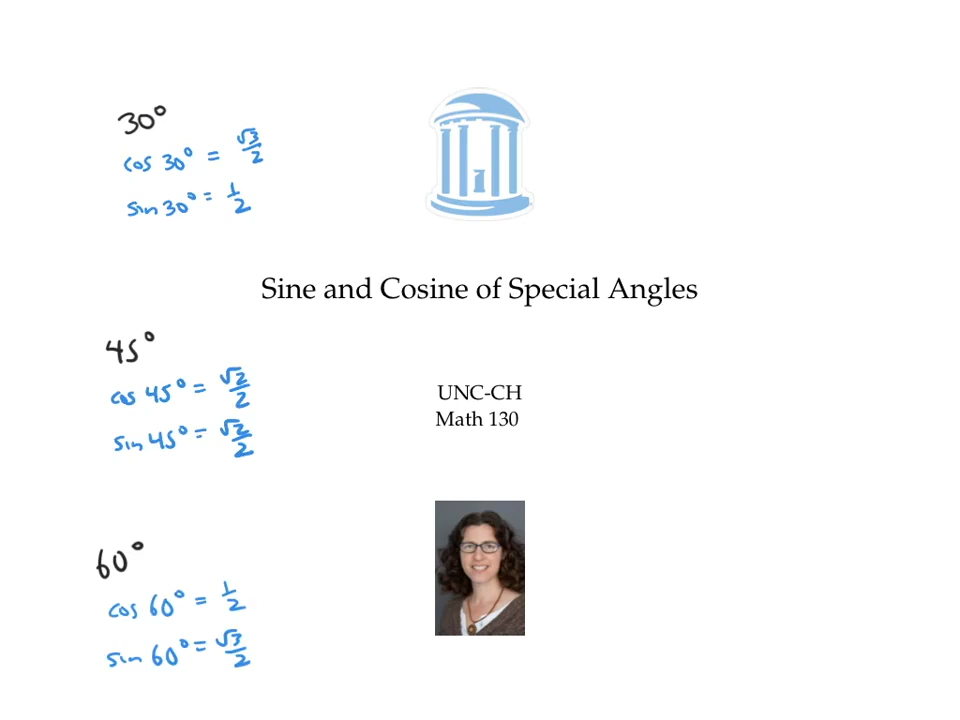 30°
cos 30° = √3/2
sin 30° = 1/2
Sine and Cosine of Special Angles
45°
cos 45° = √2/2
sin 45° = √2/2
UNC-CH
Math 130
60°
cos 60° = 1/2
sin 60° = √3/2